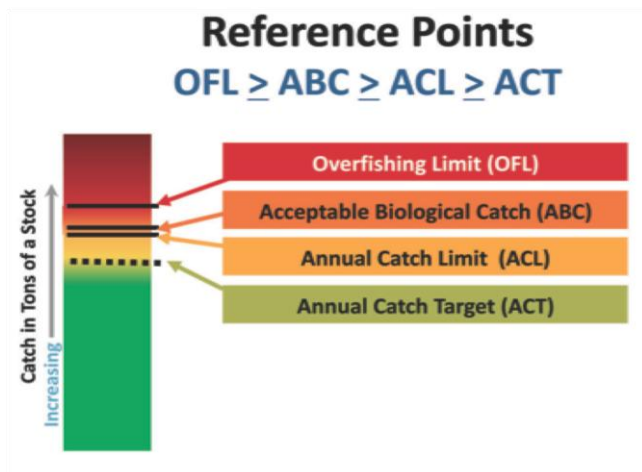 Reference Points
OFL ≥ ABC ≥ ACL ≥ ACT
Overfishing Limit (OFL)
Acceptable Biological Catch (ABC)
Annual Catch Limit (ACL)
Annual Catch Target (ACT)
Catch in Tons of a Stock
Increasing